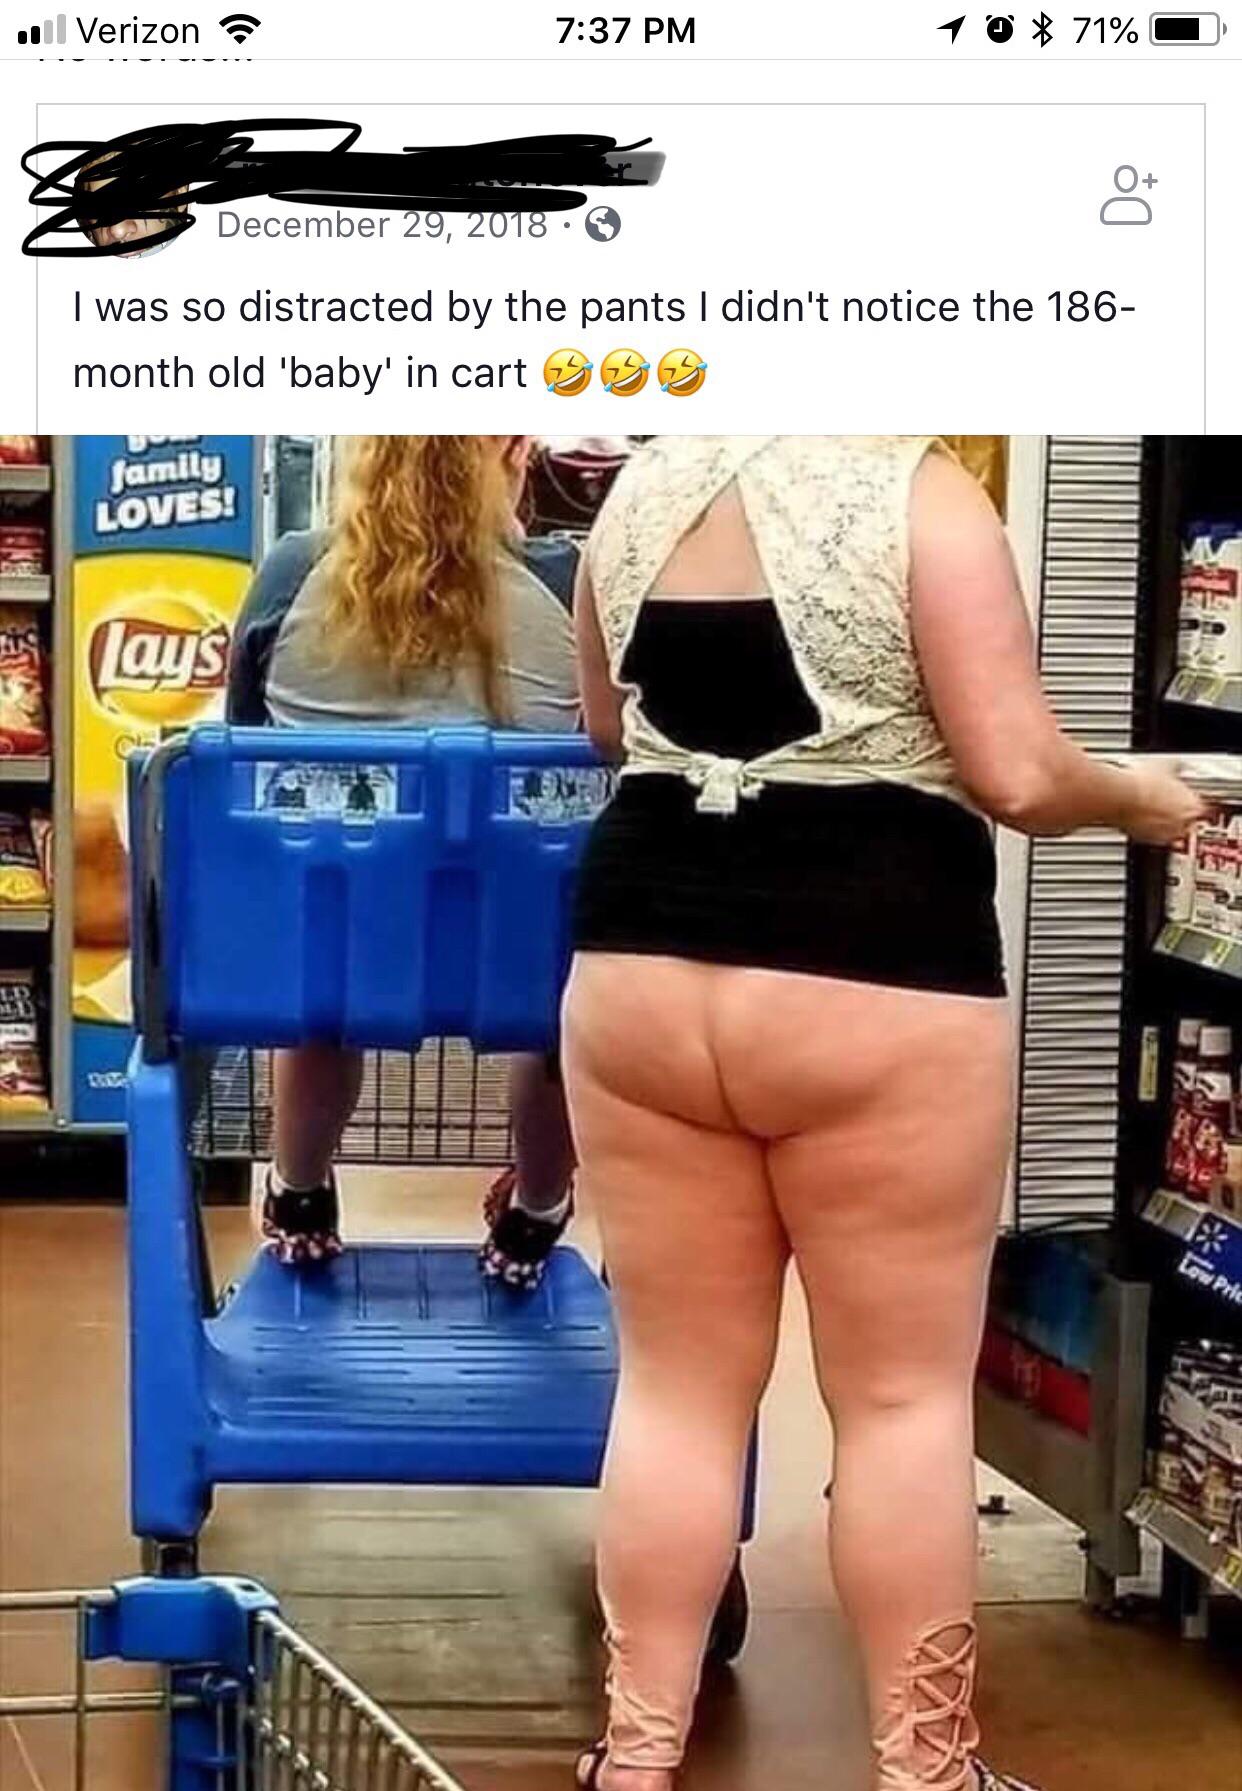 Verizon 7:37 PM 71%
December 29, 2018 ·
I was so distracted by the pants I didn't notice the 186-
month old 'baby' in cart 🤣🤣🤣
family
LOVES!
Lay's
Low